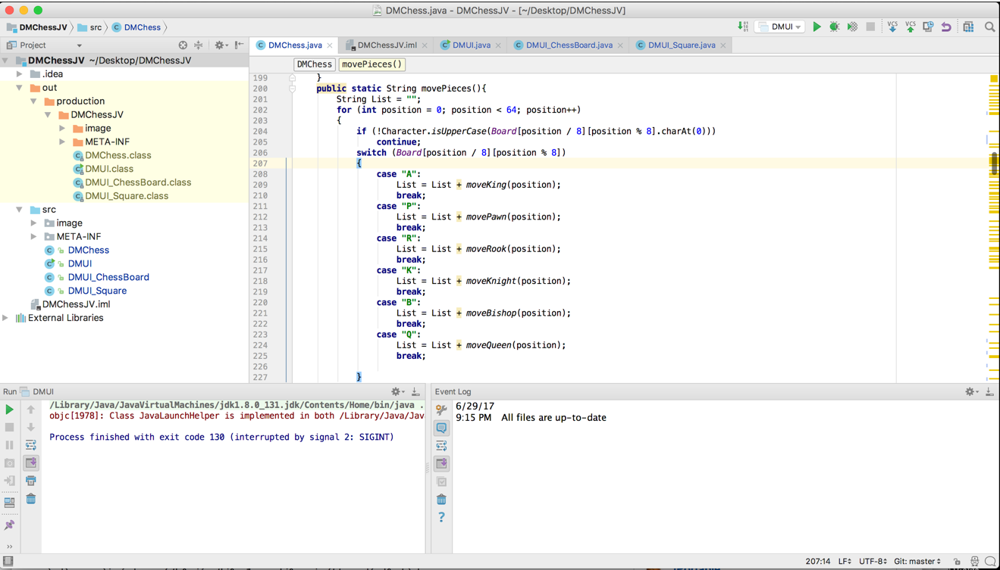 DMChess.java - DMChessJV - [~/Desktop/DMChessJV]
DMChessJV src DMChess
DMUI
VCS VCS
Project
DMChess.java DMChessJV.iml DMUI.java DMUI_ChessBoard.java DMUI_Square.java
DMChessJV ~/Desktop/DMChessJV
.idea
out
production
DMChessJV
image
META-INF
DMChess.class
DMUI.class
DMUI_ChessBoard.class
DMUI_Square.class
src
image
META-INF
DMChess
DMUI
DMUI_ChessBoard
DMUI_Square
DMChessJV.iml
External Libraries
DMChess movePieces()
199 }
200 public static String movePieces(){
201 String List = "";
202 for (int position = 0; position < 64; position++)
203 {
204 if (!Character.isUpperCase(Board[position / 8][position % 8].charAt(0)))
205 continue;
206 switch (Board[position / 8][position % 8])
207 {
208 case "A":
209 List = List + moveKing(position);
210 break;
211 case "P":
212 List = List + movePawn(position);
213 break;
214 case "R":
215 List = List + moveRook(position);
216 break;
217 case "K":
218 List = List + moveKnight(position);
219 break;
220 case "B":
221 List = List + moveBishop(position);
222 break;
223 case "Q":
224 List = List + moveQueen(position);
225 break;
226
227 }
Run DMUI
/Library/Java/JavaVirtualMachines/jdk1.8.0_131.jdk/Contents/Home/bin/java .
objc[1978]: Class JavaLaunchHelper is implemented in both /Library/Java/Jav
Process finished with exit code 130 (interrupted by signal 2: SIGINT)
Event Log
6/29/17
9:15 PM All files are up-to-date
207:14 LF UTF-8 Git: master